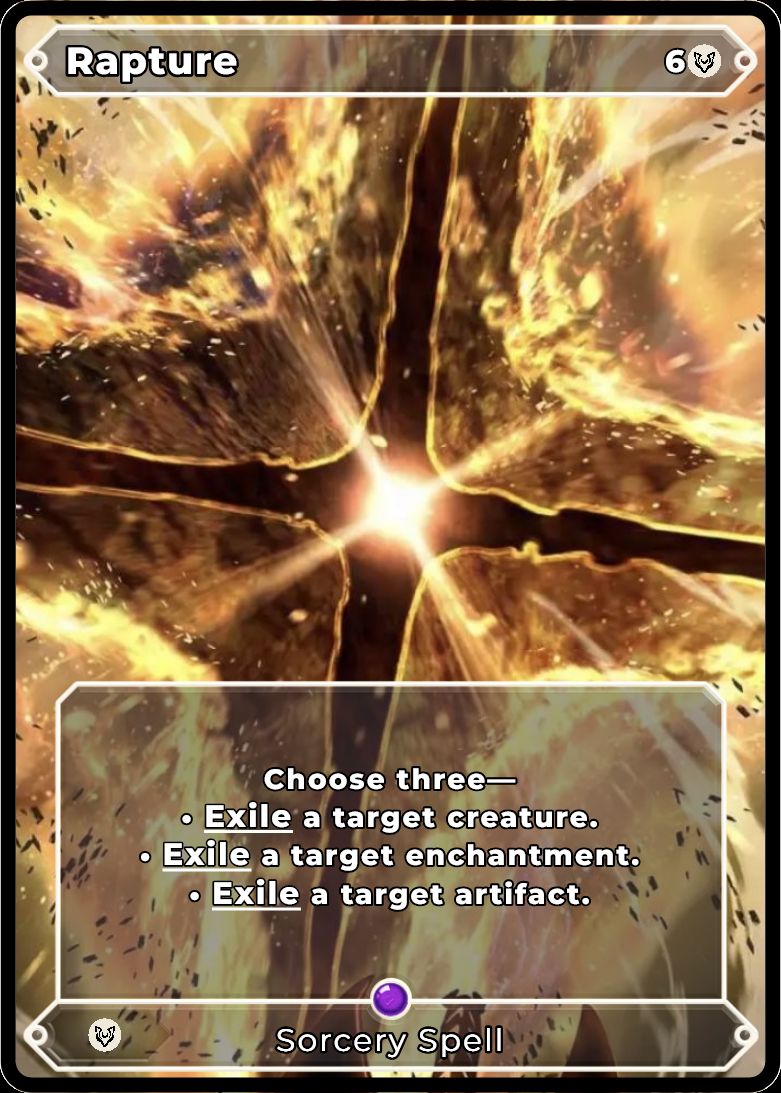 Rapture
6
Choose three—
• Exile a target creature.
• Exile a target enchantment.
• Exile a target artifact.
Sorcery Spell